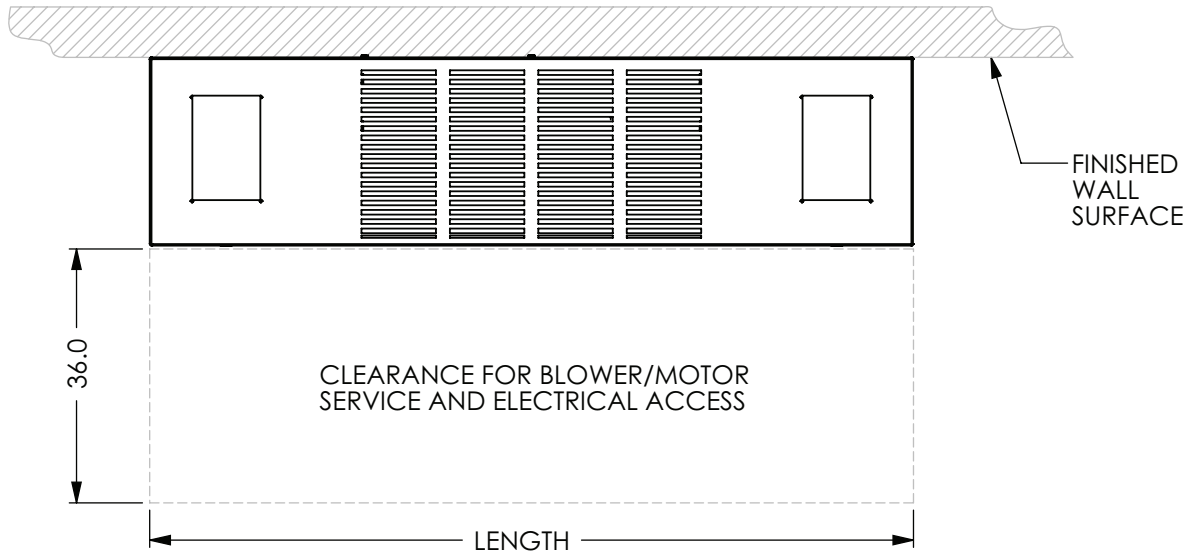 FINISHED
WALL
SURFACE
36.0
CLEARANCE FOR BLOWER/MOTOR
SERVICE AND ELECTRICAL ACCESS
LENGTH